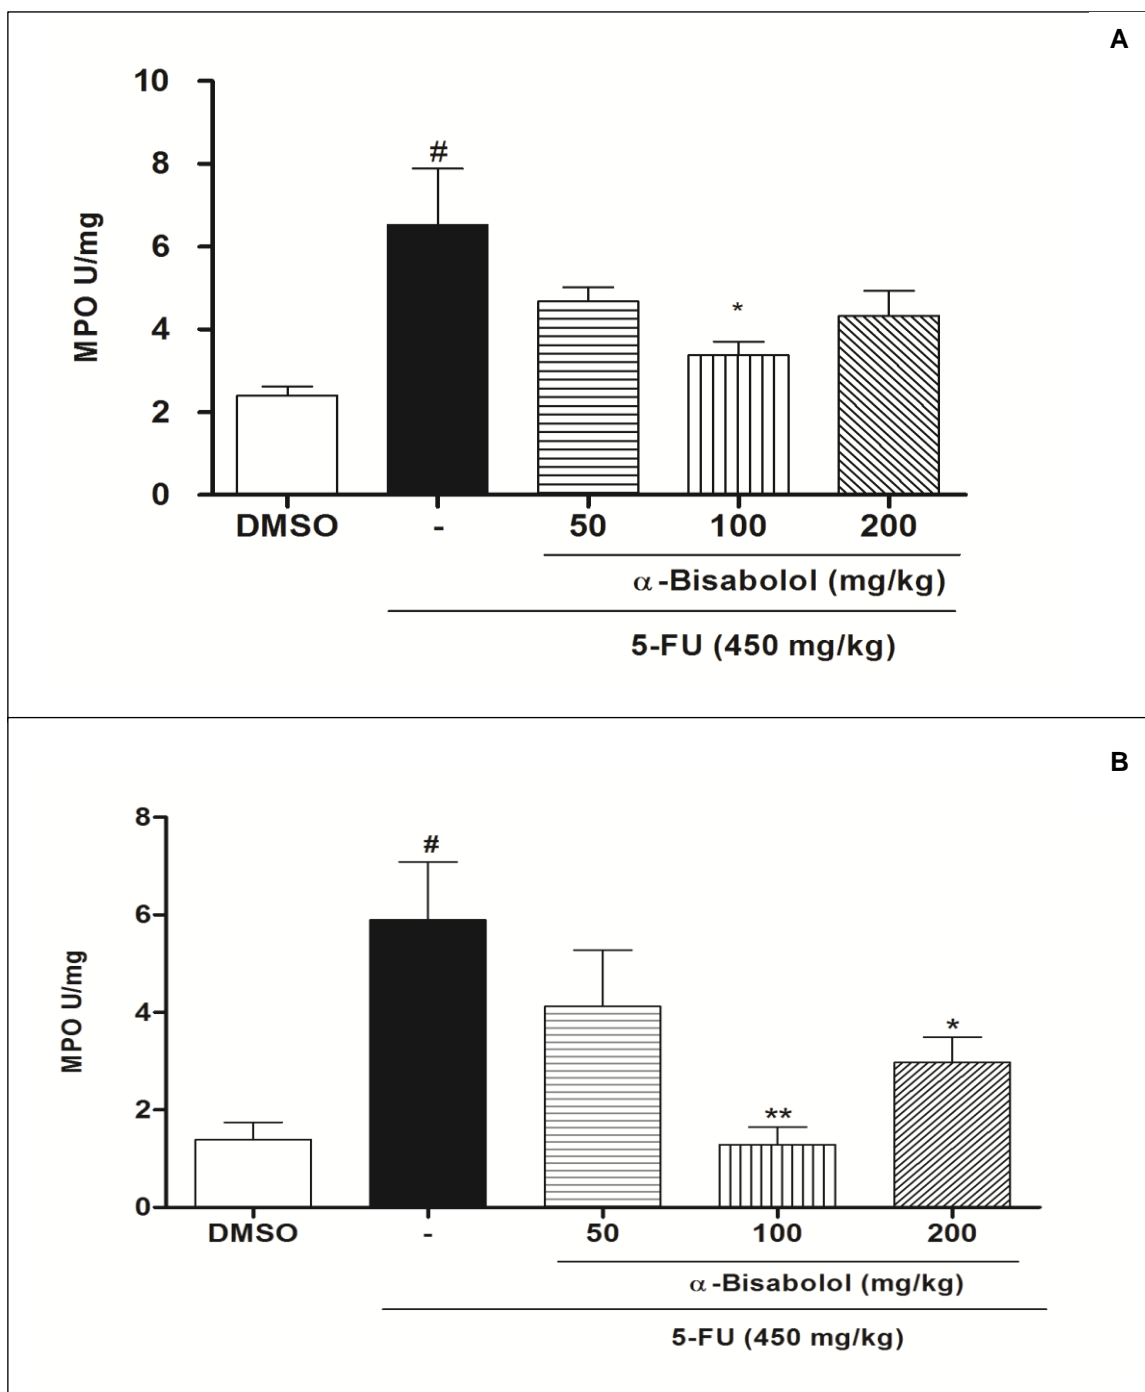 A
10
8
6
4
2
0
MPO U/mg
#
*
DMSO - 50 100 200
α-Bisabolol (mg/kg)
5-FU (450 mg/kg)
B
8
6
4
2
0
MPO U/mg
#
**
*
DMSO - 50 100 200
α-Bisabolol (mg/kg)
5-FU (450 mg/kg)